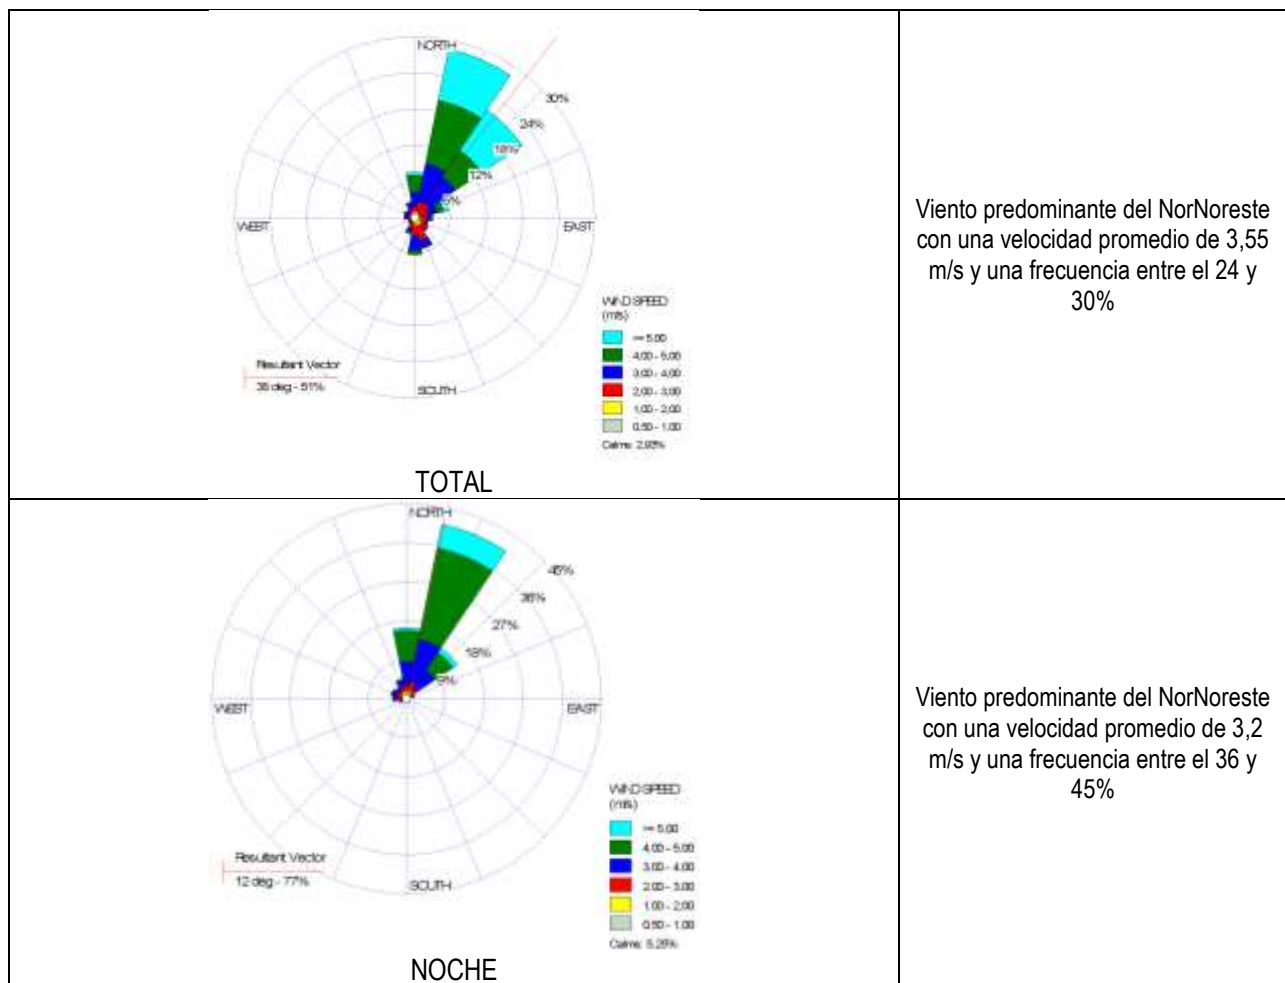 NORTH
30%
24%
18%
12%
WEST
EAST
WIND SPEED
(m/s)
>= 5.00
4.00 - 5.00
3.00 - 4.00
2.00 - 3.00
1.00 - 2.00
0.50 - 1.00
Calms: 2.93%
Resultant Vector
SOUTH
TOTAL
Viento predominante del NorNoreste
con una velocidad promedio de 3,55
m/s y una frecuencia entre el 24 y
30%
NORTH
45%
36%
27%
18%
9%
WEST
EAST
WIND SPEED
(m/s)
>= 5.00
4.00 - 5.00
3.00 - 4.00
2.00 - 3.00
1.00 - 2.00
0.50 - 1.00
Resultant Vector
12 deg - 77%
SOUTH
NOCHE
Viento predominante del NorNoreste
con una velocidad promedio de 3,2
m/s y una frecuencia entre el 36 y
45%